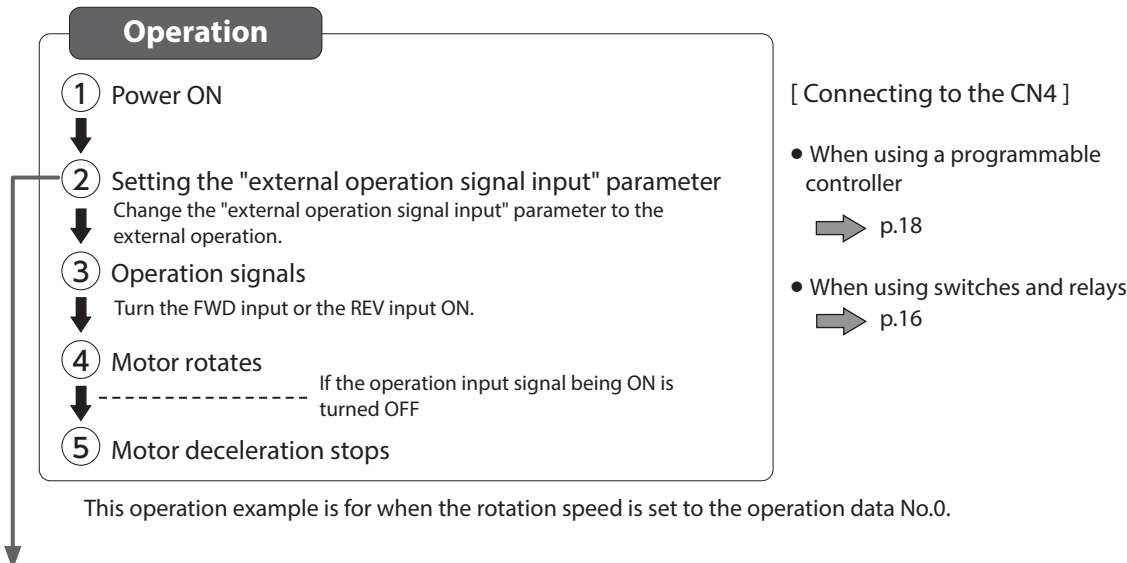 Operation
1 Power ON
2 Setting the "external operation signal input" parameter
Change the "external operation signal input" parameter to the
external operation.
3 Operation signals
Turn the FWD input or the REV input ON.
4 Motor rotates
If the operation input signal being ON is
turned OFF
5 Motor deceleration stops
[ Connecting to the CN4 ]
• When using a programmable
controller
p.18
• When using switches and relays
p.16
This operation example is for when the rotation speed is set to the operation data No.0.